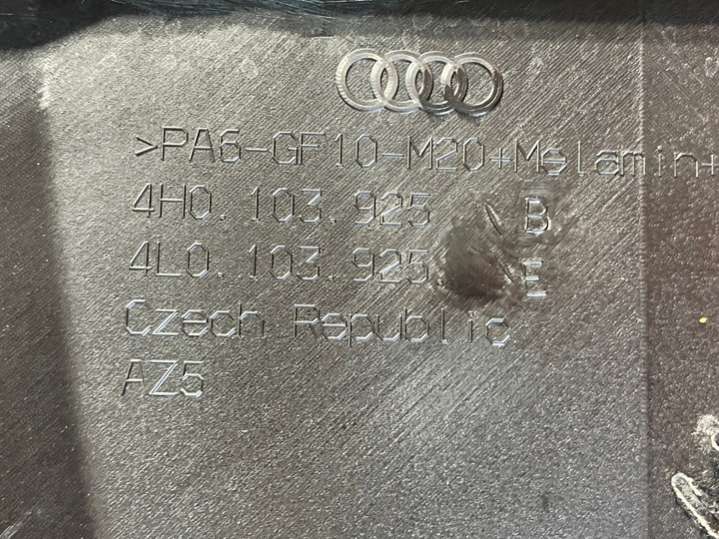 >PA6-GF10-M20+Melamin+
4H0.103.925 \ B
4L0.103.925 \ E
Czech Republic
AZ5